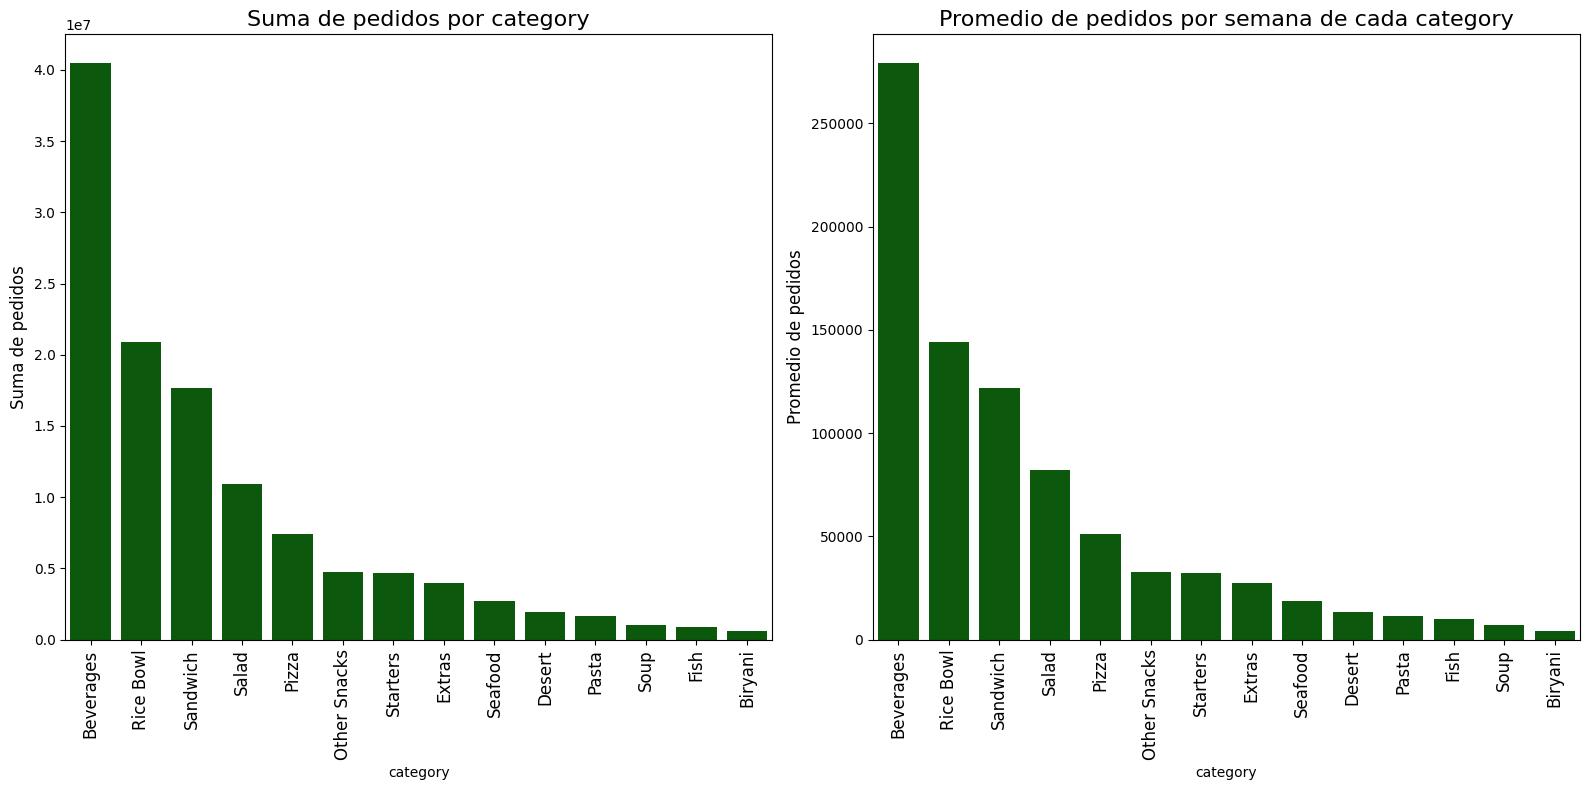 Suma de pedidos por category
1e7
4.0
3.5
3.0
2.5
2.0
1.5
1.0
0.5
0.0
Suma de pedidos
Beverages
Rice Bowl
Sandwich
Salad
Pizza
Other Snacks
Starters
Extras
Seafood
Desert
Pasta
Soup
Fish
Biryani
category
Promedio de pedidos por semana de cada category
250000
200000
150000
100000
50000
0
Promedio de pedidos
Beverages
Rice Bowl
Sandwich
Salad
Pizza
Other Snacks
Starters
Extras
Seafood
Desert
Pasta
Fish
Soup
Biryani
category